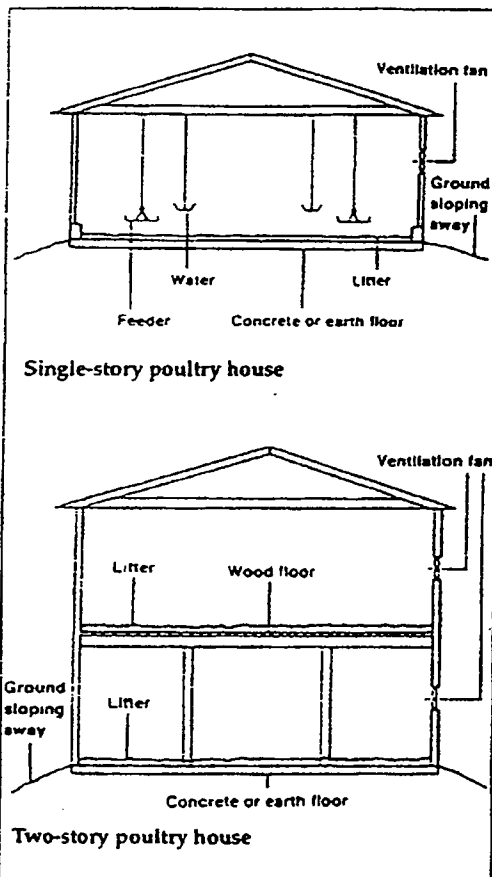 Ventilation fan
Ground
sloping
away
Water
Litter
Feeder
Concrete or earth floor
Single-story poultry house
Ventilation fan
Litter
Wood floor
Ground
sloping
away
Litter
Concrete or earth floor
Two-story poultry house